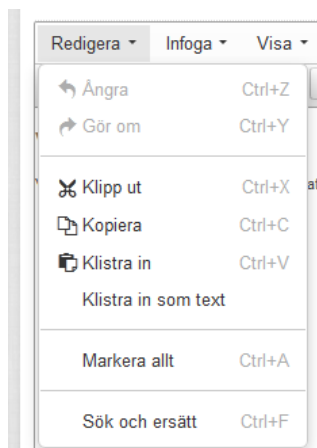 Redigera Infoga Visa
Ångra Ctrl+Z
Gör om Ctrl+Y
Klipp ut Ctrl+X
Kopiera Ctrl+C
Klistra in Ctrl+V
Klistra in som text
Markera allt Ctrl+A
Sök och ersätt Ctrl+F